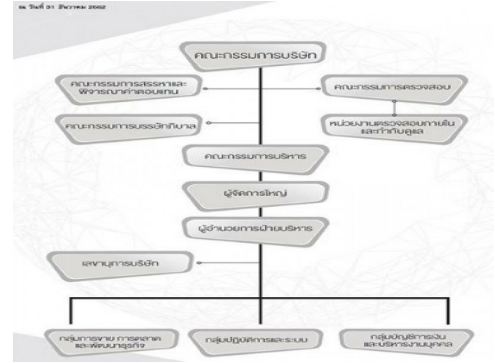 ณ วันที่ 31 ธันวาคม 2562
คณะกรรมการบริษัท
คณะกรรมการสรรหาและ
พิจารณาค่าตอบแทน
คณะกรรมการตรวจสอบ
คณะกรรมการบรรษัทภิบาล
หน่วยงานตรวจสอบภายใน
และกำกับดูแล
คณะกรรมการบริหาร
ผู้จัดการใหญ่
ผู้อำนวยการฝ่ายบริหาร
เลขานุการบริษัท
กลุ่มการขาย การตลาด
และพัฒนาธุรกิจ
กลุ่มปฏิบัติการและระบบ
กลุ่มบัญชีการเงิน
และบริหารงานบุคคล